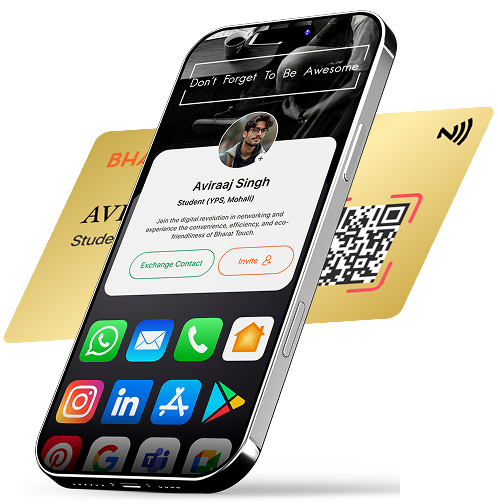 Don't Forget To Be Awesome
BHA
AVI
Stude
Aviraaj Singh
Student (YPS, Mohali)
Join the digital revolution in networking and
experience the convenience, efficiency, and eco-
friendliness of Bharat Touch.
Exchange Contact
Invite
in